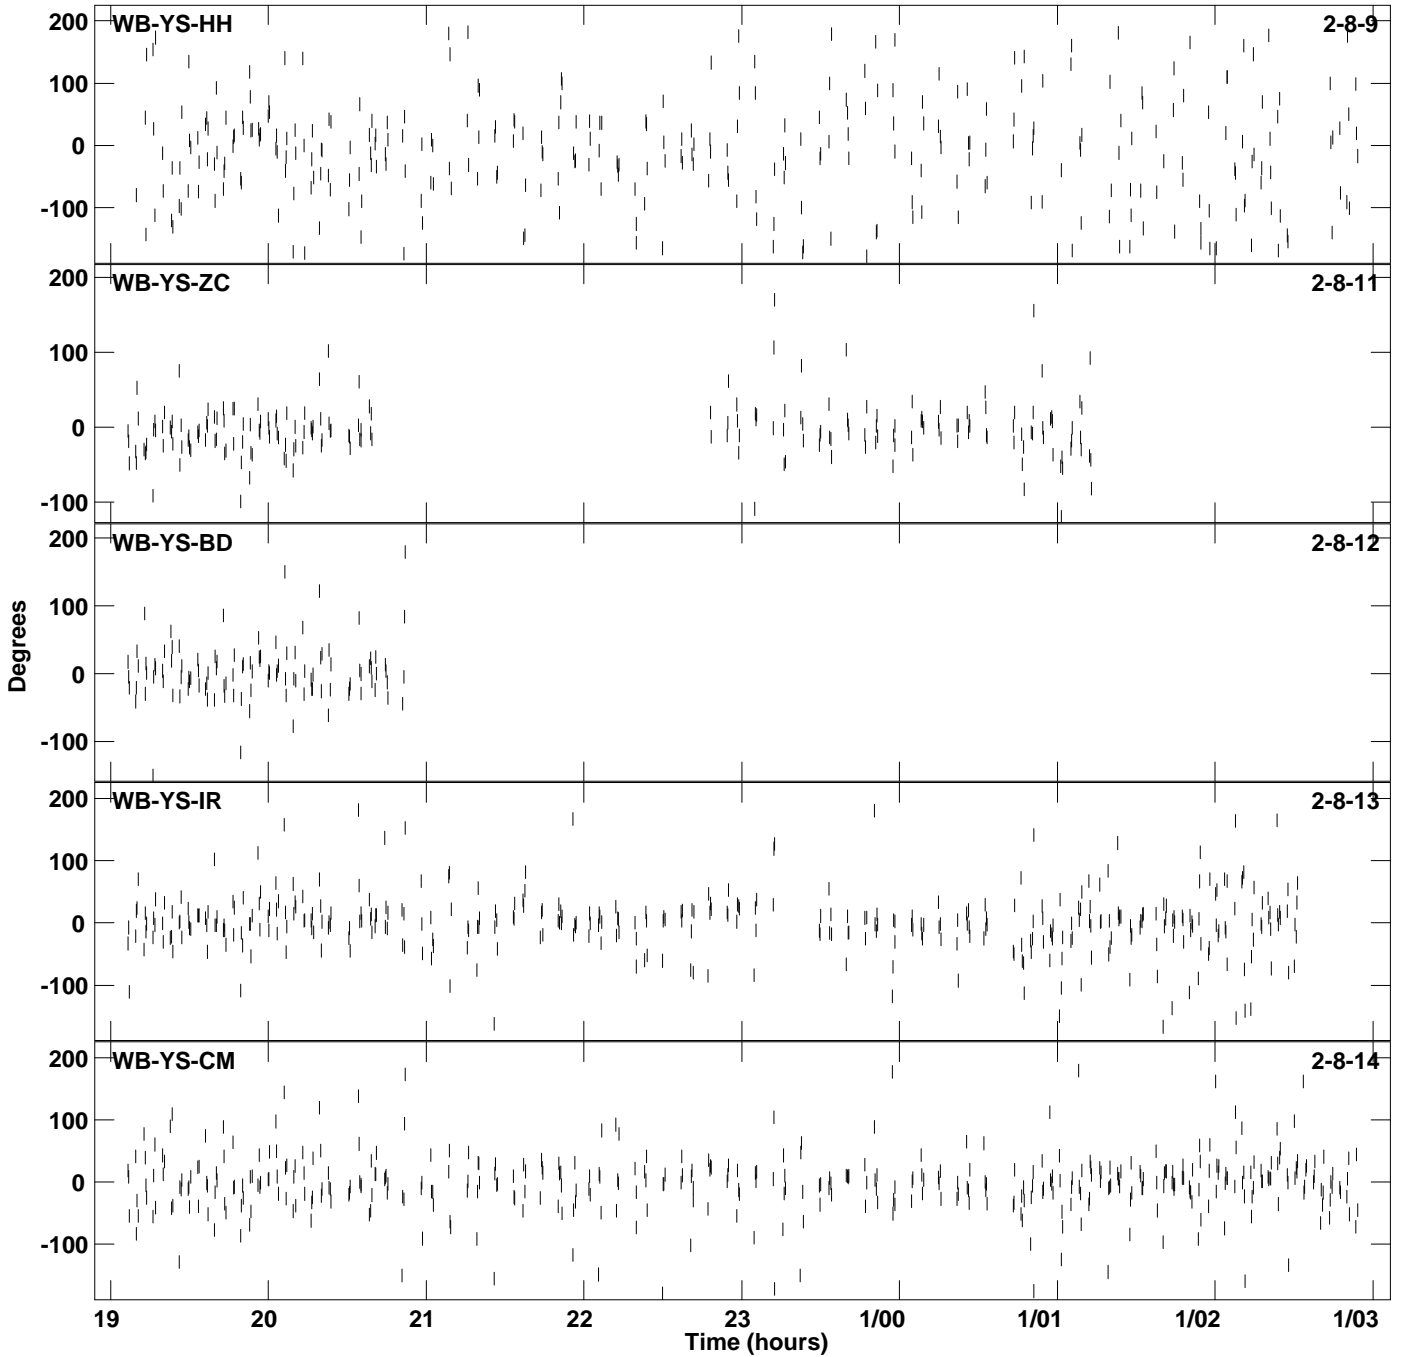 200 WB-YS-HH 2-8-9
100
0
-100
200 WB-YS-ZC 2-8-11
100
0
-100
200 WB-YS-BD 2-8-12
100
0
-100
Degrees
200 WB-YS-IR 2-8-13
100
0
-100
200 WB-YS-CM 2-8-14
100
0
-100
19 20 21 22 23 1/00 1/01 1/02 1/03
Time (hours)